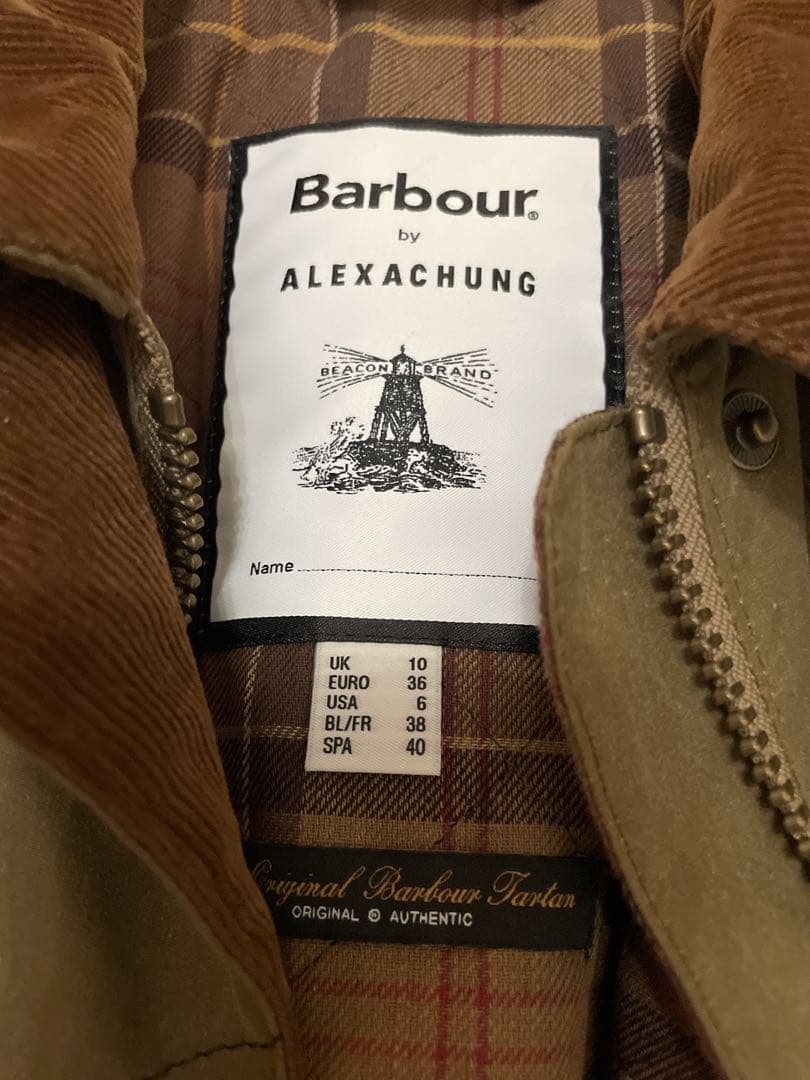 Barbour®
by
ALEXACHUNG
BEACON BRAND
Name
UK 10
EURO 36
USA 6
BL/FR 38
SPA 40
Original Barbour Tartan
ORIGINAL ® AUTHENTIC